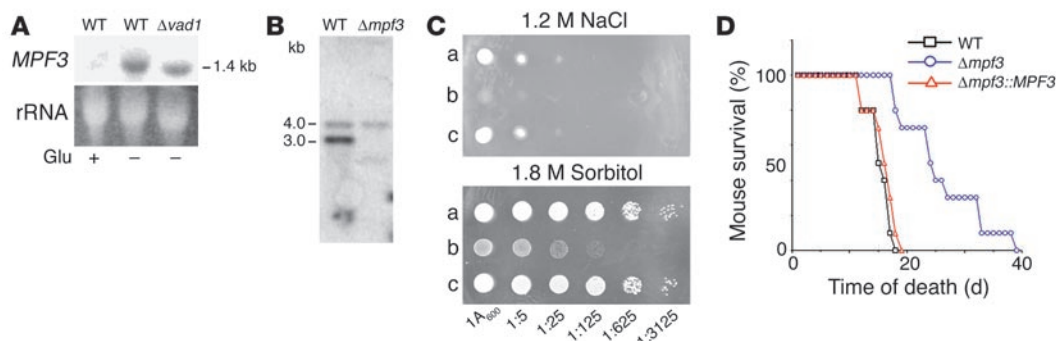 A
WT WT Δvad1
MPF3
1.4 kb
rRNA
Glu + – –
B
WT Δmpf3
kb
4.0
3.0
C
1.2 M NaCl
a
b
c
1.8 M Sorbitol
a
b
c
1A600 1:5 1:25 1:125 1:625 1:3125
D
WT
Δmpf3
Δmpf3::MPF3
Mouse survival (%)
100
50
0
0 20 40
Time of death (d)